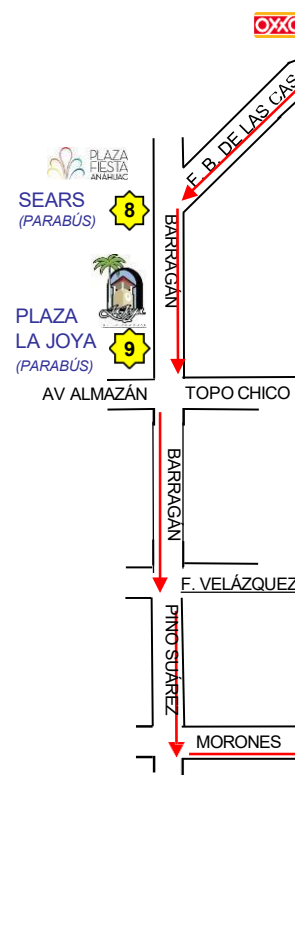 OXXO
F. B. DE LAS CAS
PLAZA
FIESTA
ANÁHUAC
SEARS
(PARABÚS)
8
BARRAGÁN
PLAZA
LA JOYA
(PARABÚS)
9
AV ALMAZÁN
TOPO CHICO
BARRAGÁN
F. VELÁZQUEZ
PINO SUÁREZ
MORONES